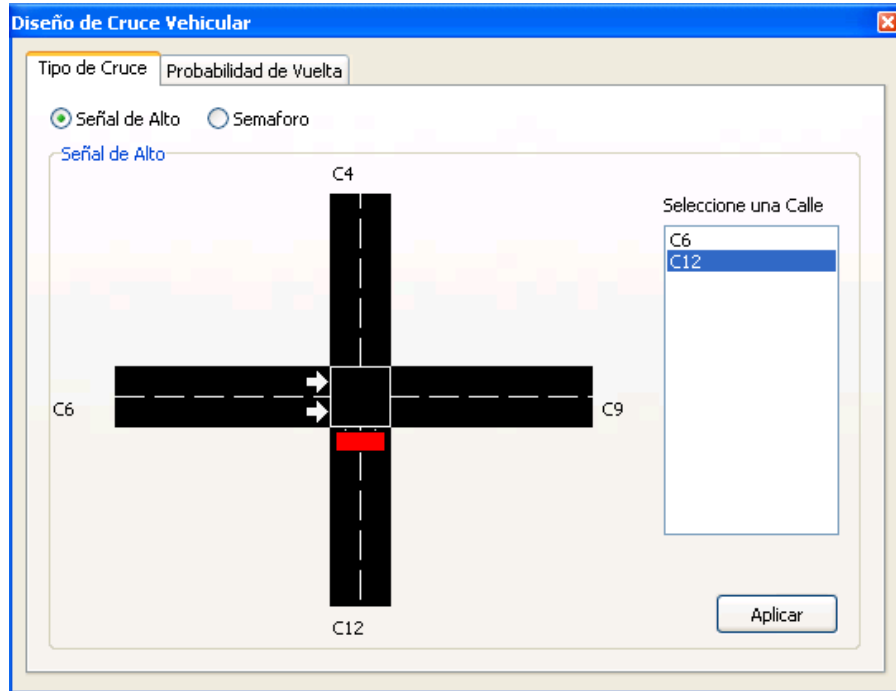 Diseño de Cruce Vehicular
Tipo de Cruce
Probabilidad de Vuelta
Señal de Alto
Semaforo
Señal de Alto
C4
C6
C9
C12
Seleccione una Calle
C6
C12
Aplicar